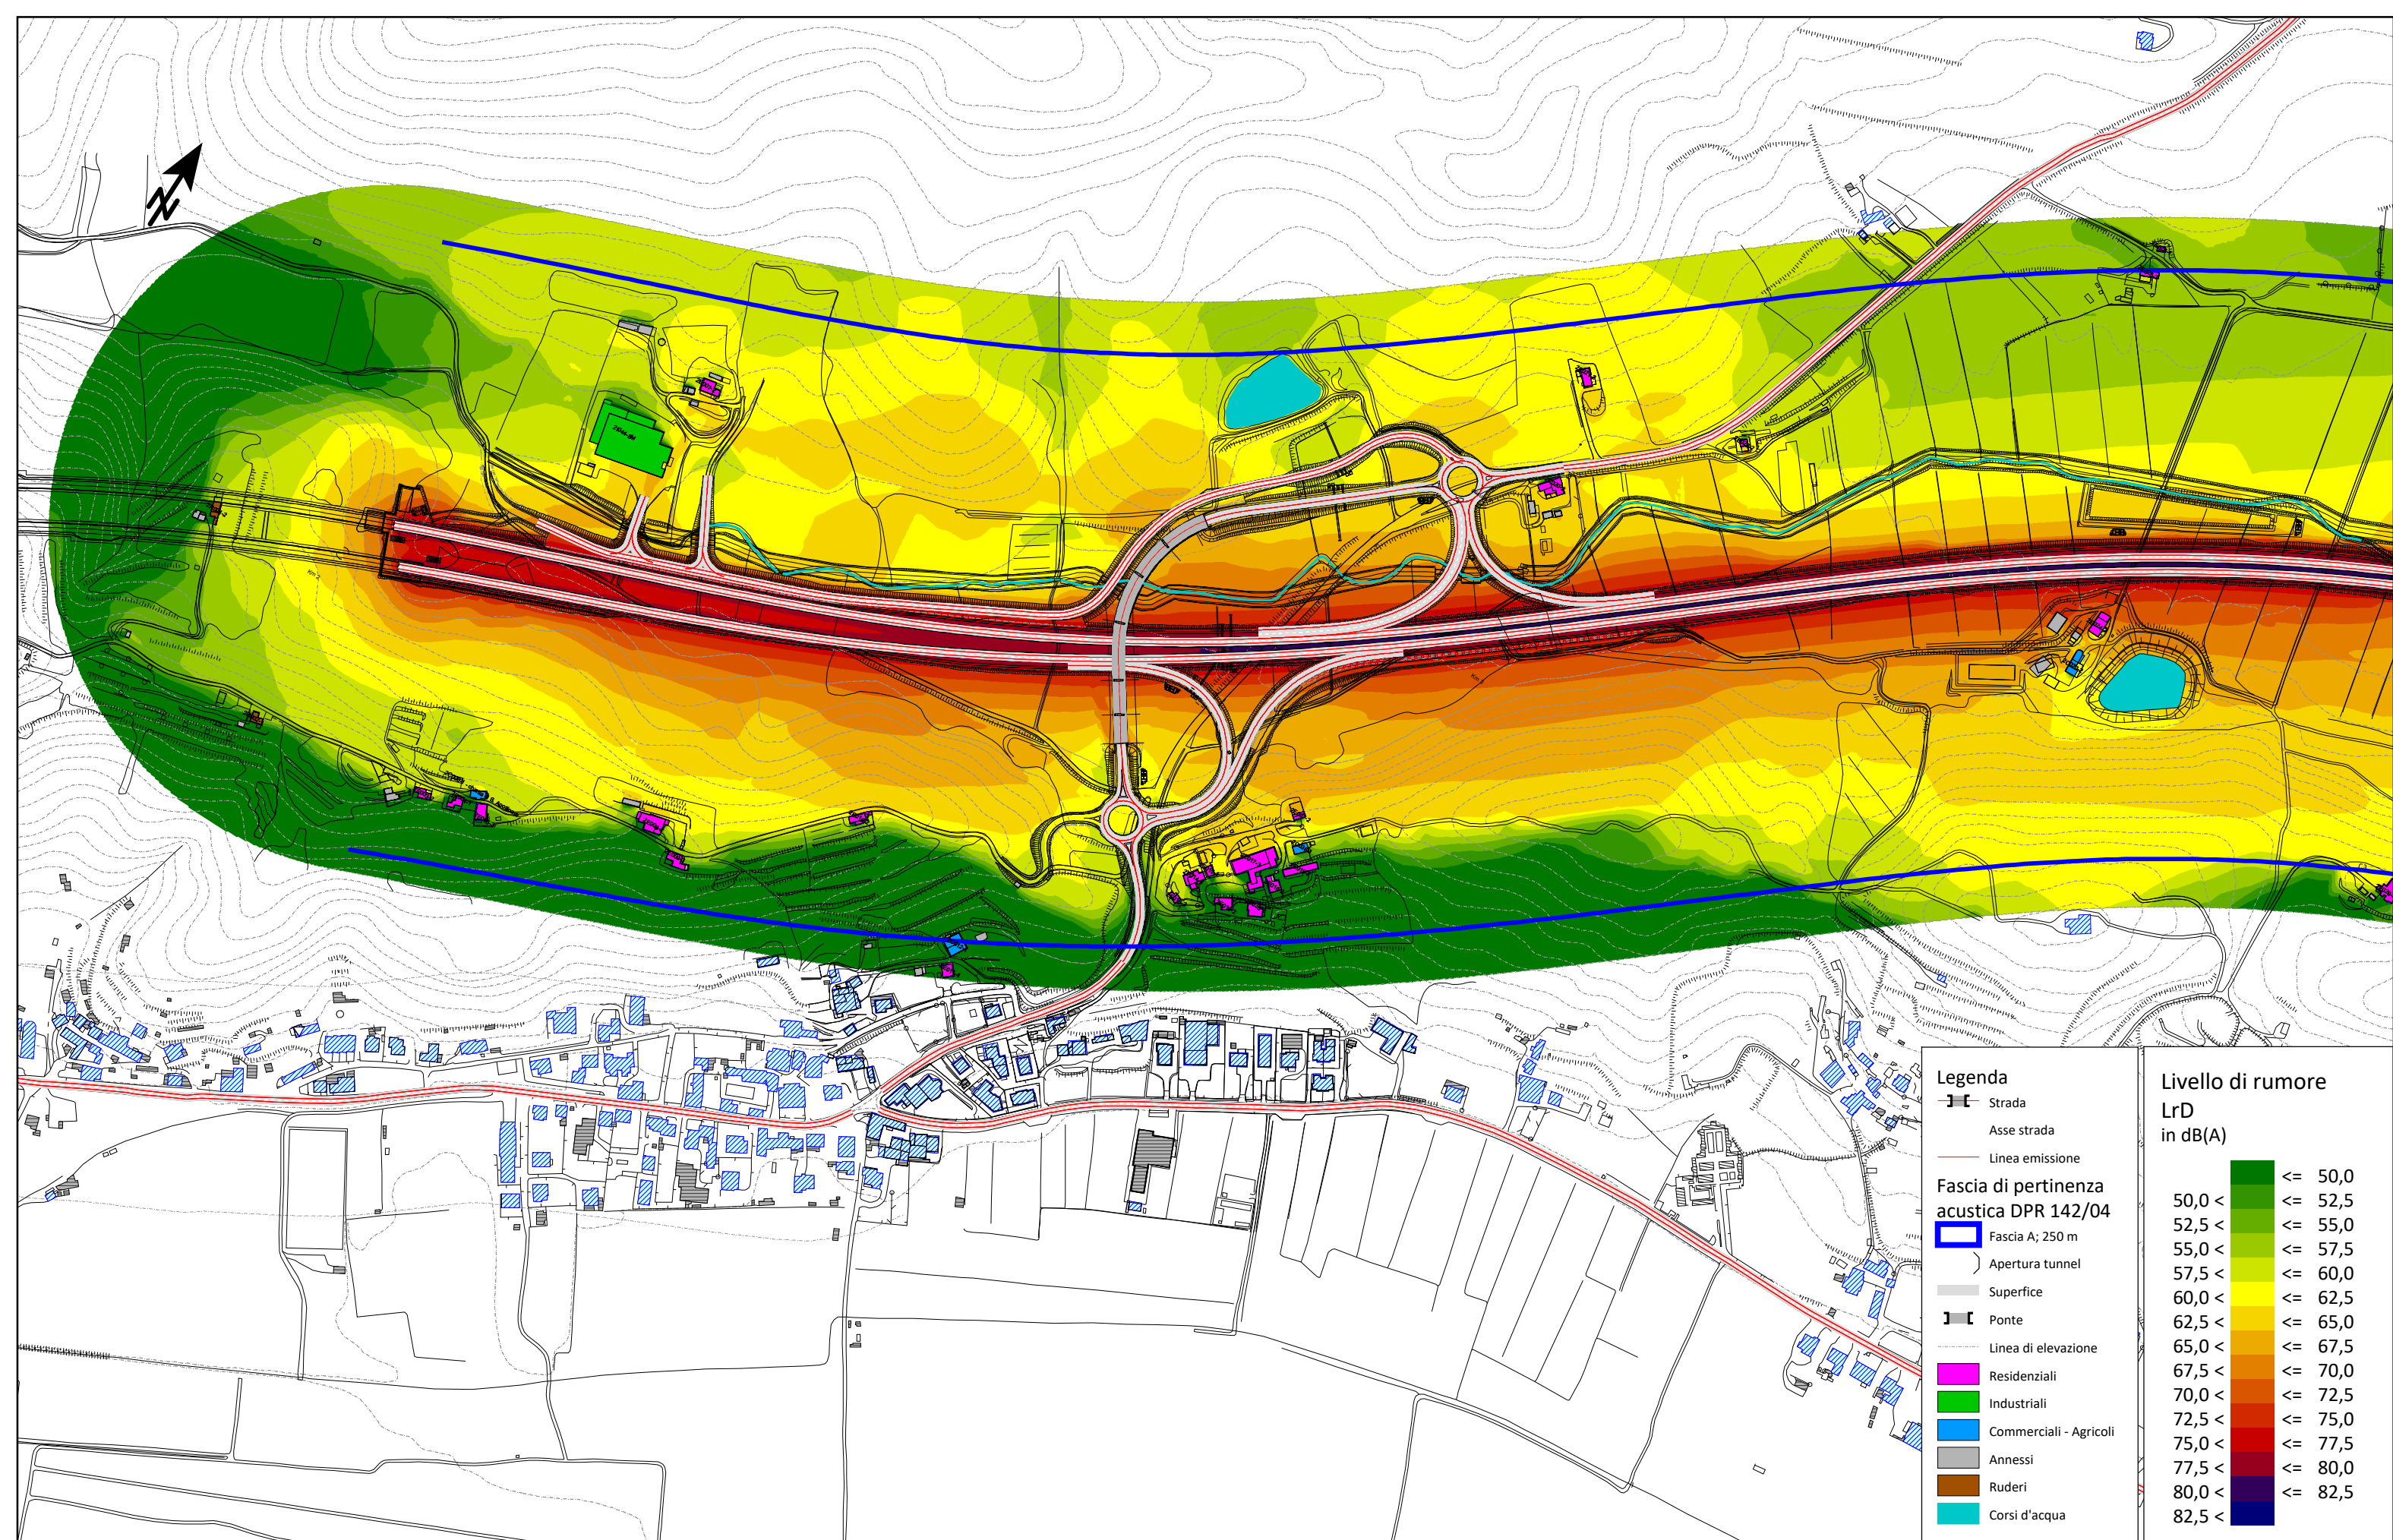 Legenda
Strada
Asse strada
Linea emissione
Fascia di pertinenza
acustica DPR 142/04
Fascia A; 250 m
Apertura tunnel
Superfice
Ponte
Linea di elevazione
Residenziali
Industriali
Commerciali - Agricoli
Annessi
Ruderi
Corsi d'acqua
Livello di rumore
LrD
in dB(A)
<= 50,0
50,0 < <= 52,5
52,5 < <= 55,0
55,0 < <= 57,5
57,5 < <= 60,0
60,0 < <= 62,5
62,5 < <= 65,0
65,0 < <= 67,5
67,5 < <= 70,0
70,0 < <= 72,5
72,5 < <= 75,0
75,0 < <= 77,5
77,5 < <= 80,0
80,0 < <= 82,5
82,5 <